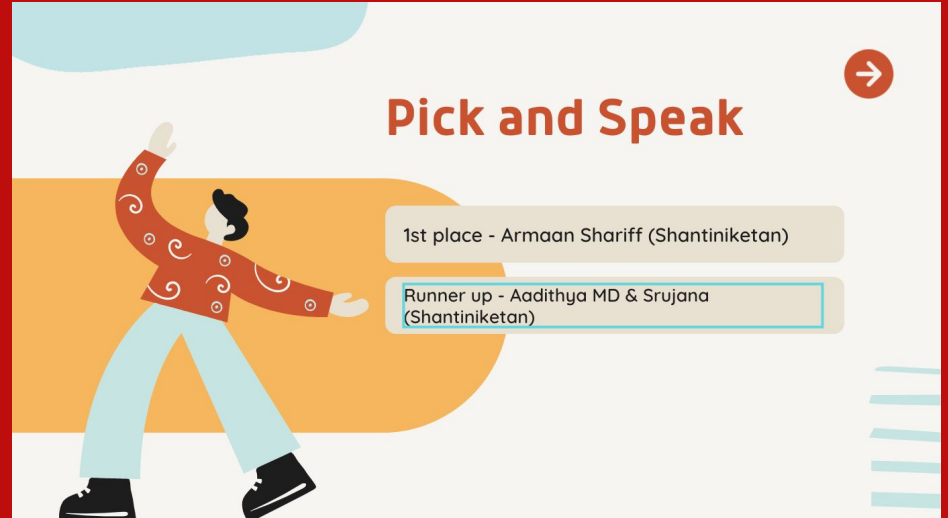 Pick and Speak
1st place - Armaan Shariff (Shantiniketan)
Runner up - Aadithya MD & Srujana
(Shantiniketan)